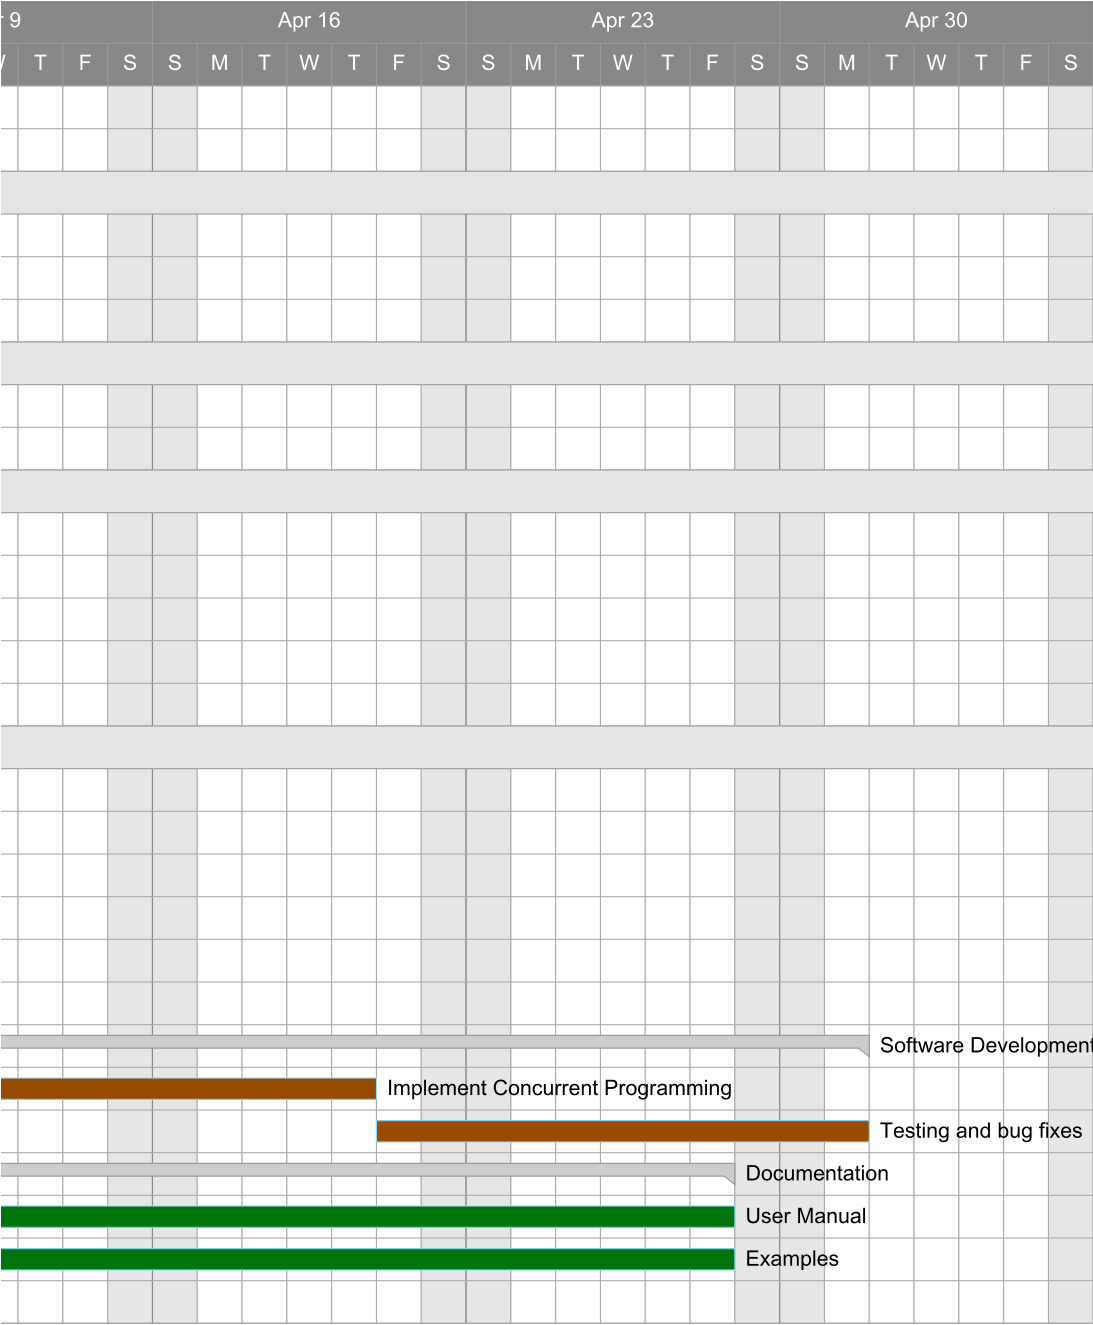 r 9 Apr 16 Apr 23 Apr 30
T F S S M T W T F S S M T W T F S S M T W T F S
Software Development
Implement Concurrent Programming
Testing and bug fixes
Documentation
User Manual
Examples